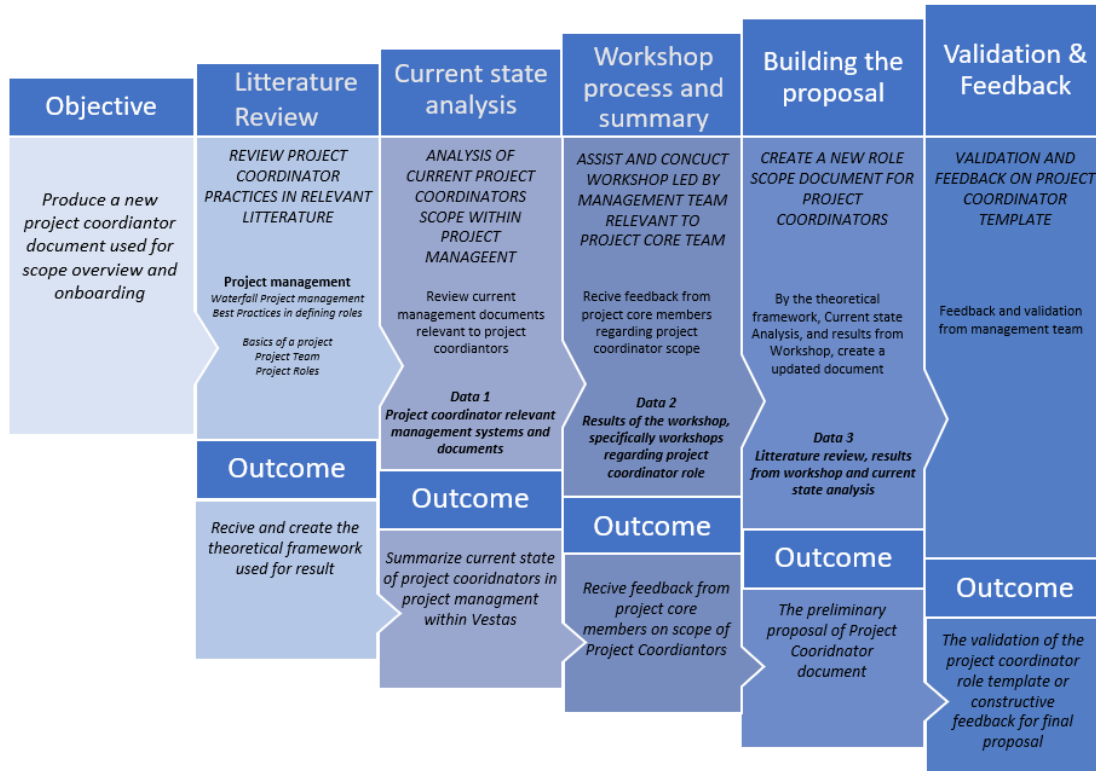 Objective
Produce a new
project coordiantor
document used for
scope overview and
onboarding
Litterature
Review
REVIEW PROJECT
COORDINATOR
PRACTICES IN RELEVANT
LITTERATURE
Project management
Waterfall Project management
Best Practices in defining roles
Basics of a project
Project Team
Project Roles
Outcome
Recive and create the
theoretical framework
used for result
Current state
analysis
ANALYSIS OF
CURRENT PROJECT
COORDINATORS
SCOPE WITHIN
PROJECT
MANAGEENT
Review current
management documents
relevant to project
coordiantors
Data 1
Project coordinator relevant
management systems and
documents
Outcome
Summarize current state
of project cooridnators in
project managment
within Vestas
Workshop
process and
summary
ASSIST AND CONCUCT
WORKSHOP LED BY
MANAGEMENT TEAM
RELEVANT TO
PROJECT CORE TEAM
Recive feedback from
project core members
regarding project
coordinator scope
Data 2
Results of the workshop,
specifically workshops
regarding project
coordinator role
Outcome
Recive feedback from
project core
members on scope of
Project Coordiantors
Building the
proposal
CREATE A NEW ROLE
SCOPE DOCUMENT FOR
PROJECT
COORDINATORS
By the theoretical
framework, Current state
Analysis, and results from
Workshop, create a
updated document
Data 3
Litterature review, results
from workshop and current
state analysis
Outcome
The preliminary
proposal of Project
Cooridnator
document
Validation &
Feedback
VALIDATION AND
FEEDBACK ON PROJECT
COORDINATOR
TEMPLATE
Feedback and validation
from management team
Outcome
The validation of the
project coordinator
role template or
constructive
feedback for final
proposal